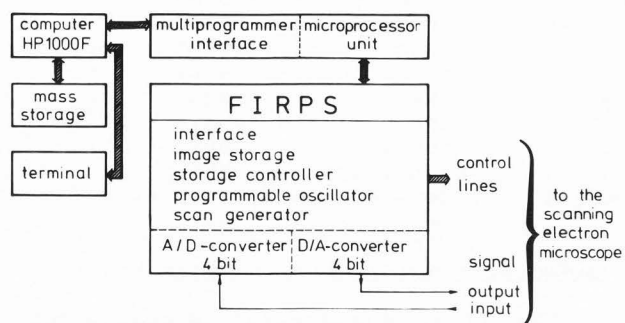 computer
HP1000F
multiprogrammer
interface
microprocessor
unit
mass
storage
terminal
FIRPS
interface
image storage
storage controller
programmable oscillator
scan generator
A/D-converter
4 bit
D/A-converter
4 bit
control
lines
signal
output
input
to the
scanning
electron
microscope